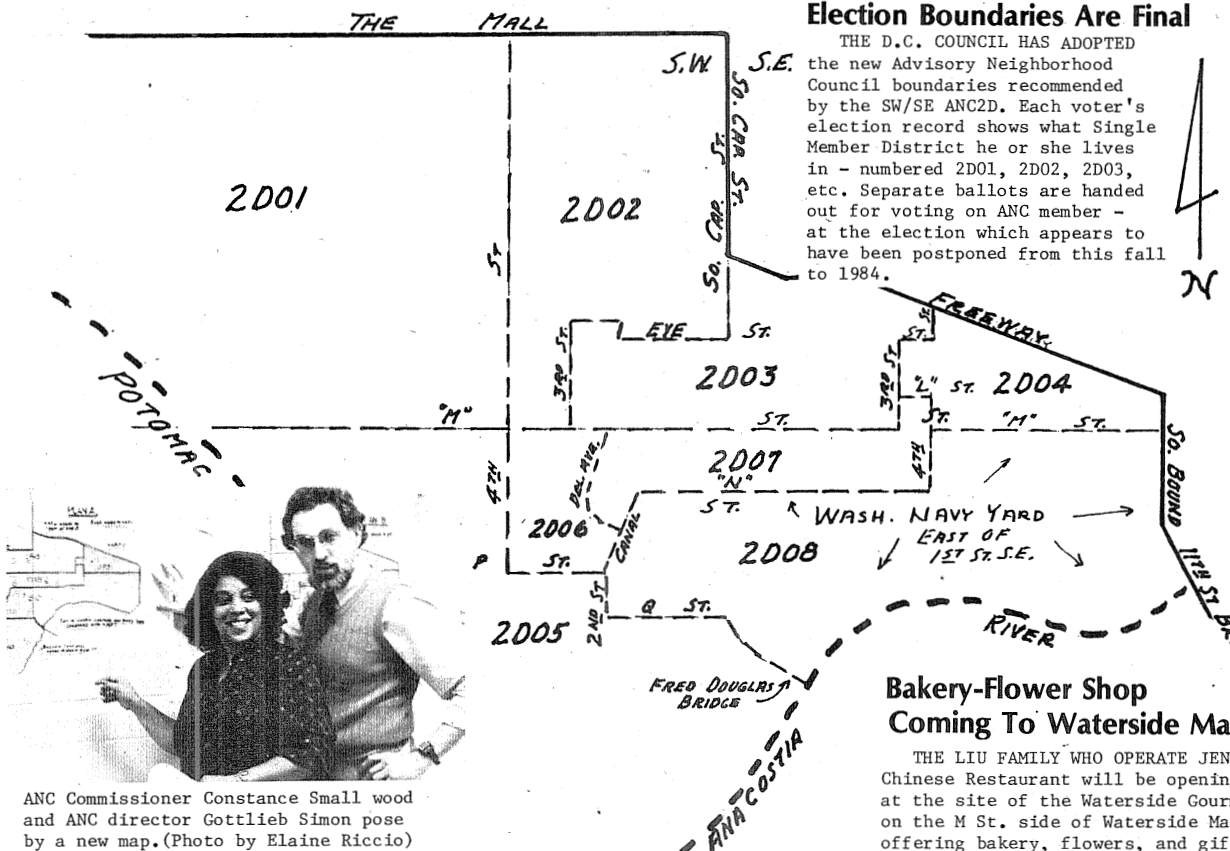 THE MALL
S.W. S.E.
SO. CAP. ST.
SO. CAP. ST.
2D01
2D02
ST
3RD ST.
EYE ST.
2D03
3RD ST
ST.
ST.
"L" ST.
2D04
FREEWAY.
"M" ST. ST. "M" ST.
POTOMAC
4TH
DEL AVE.
2D07
"N"
ST.
4TH
2D06
CANAL
P ST.
2D08
WASH. NAVY YARD
EAST OF
1ST ST. S.E.
SO. BOUND
11TH ST
2D05
2ND ST
Q ST.
RIVER
FRED DOUGLAS
BRIDGE
ANACOSTIA
N
Election Boundaries Are Final
THE D.C. COUNCIL HAS ADOPTED
the new Advisory Neighborhood
Council boundaries recommended
by the SW/SE ANC2D. Each voter's
election record shows what Single
Member District he or she lives
in - numbered 2D01, 2D02, 2D03,
etc. Separate ballots are handed
out for voting on ANC member -
at the election which appears to
have been postponed from this fall
to 1984.
ANC Commissioner Constance Small wood
and ANC director Gottlieb Simon pose
by a new map.(Photo by Elaine Riccio)
Bakery-Flower Shop
Coming To Waterside Ma
THE LIU FAMILY WHO OPERATE JEN
Chinese Restaurant will be openin
at the site of the Waterside Gour
on the M St. side of Waterside Ma
offering bakery, flowers, and gif